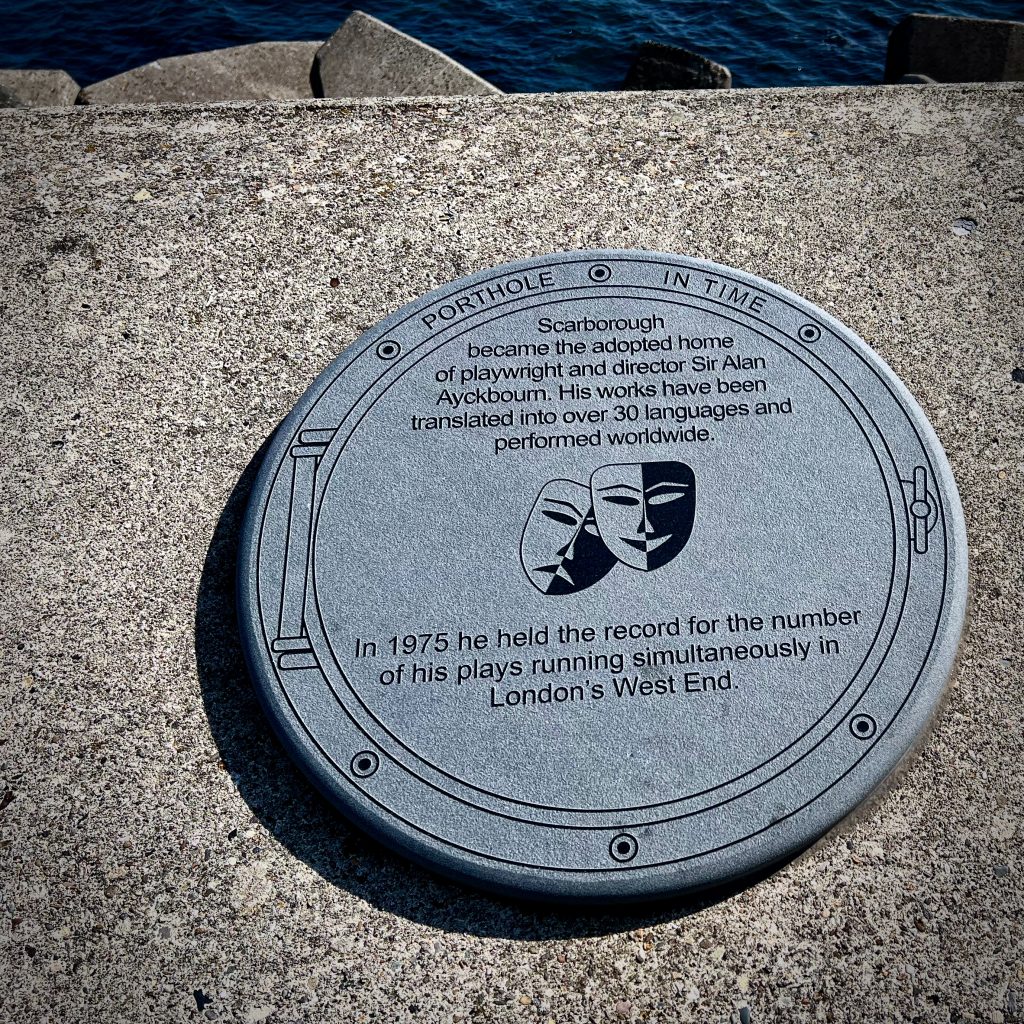 PORTHOLE IN TIME
Scarborough
became the adopted home
of playwright and director Sir Alan
Ayckbourn. His works have been
translated into over 30 languages and
performed worldwide.
In 1975 he held the record for the number
of his plays running simultaneously in
London's West End.